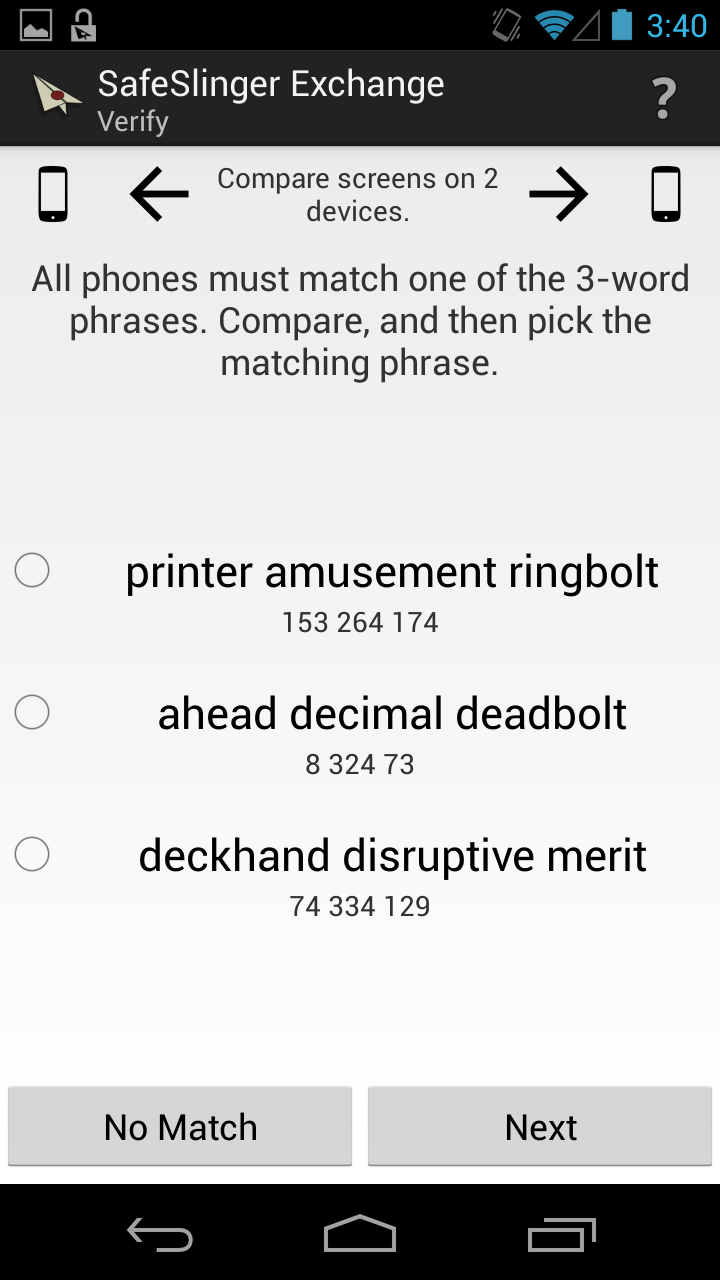 3:40
SafeSlinger Exchange
Verify
?
Compare screens on 2
devices.
All phones must match one of the 3-word
phrases. Compare, and then pick the
matching phrase.
printer amusement ringbolt
153 264 174
ahead decimal deadbolt
8 324 73
deckhand disruptive merit
74 334 129
No Match
Next